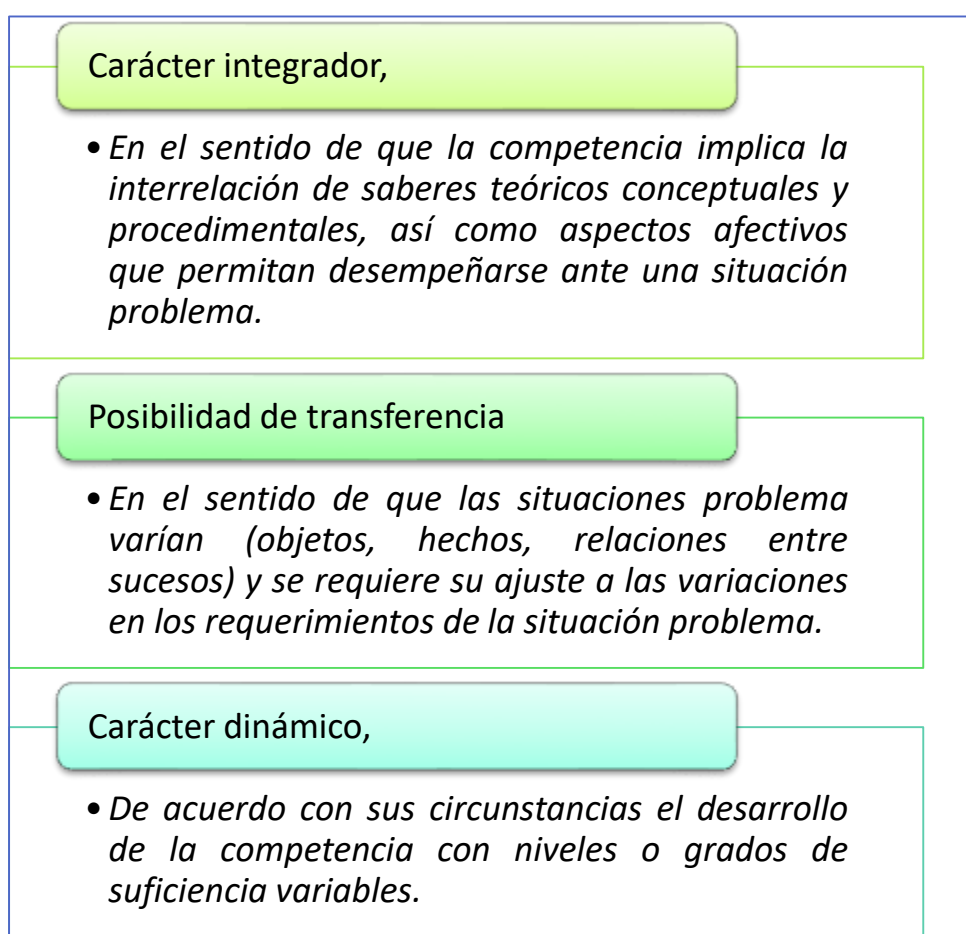 Carácter integrador,
• En el sentido de que la competencia implica la
interrelación de saberes teóricos conceptuales y
procedimentales, así como aspectos afectivos
que permitan desempeñarse ante una situación
problema.
Posibilidad de transferencia
• En el sentido de que las situaciones problema
varían (objetos, hechos, relaciones entre
sucesos) y se requiere su ajuste a las variaciones
en los requerimientos de la situación problema.
Carácter dinámico,
• De acuerdo con sus circunstancias el desarrollo
de la competencia con niveles o grados de
suficiencia variables.